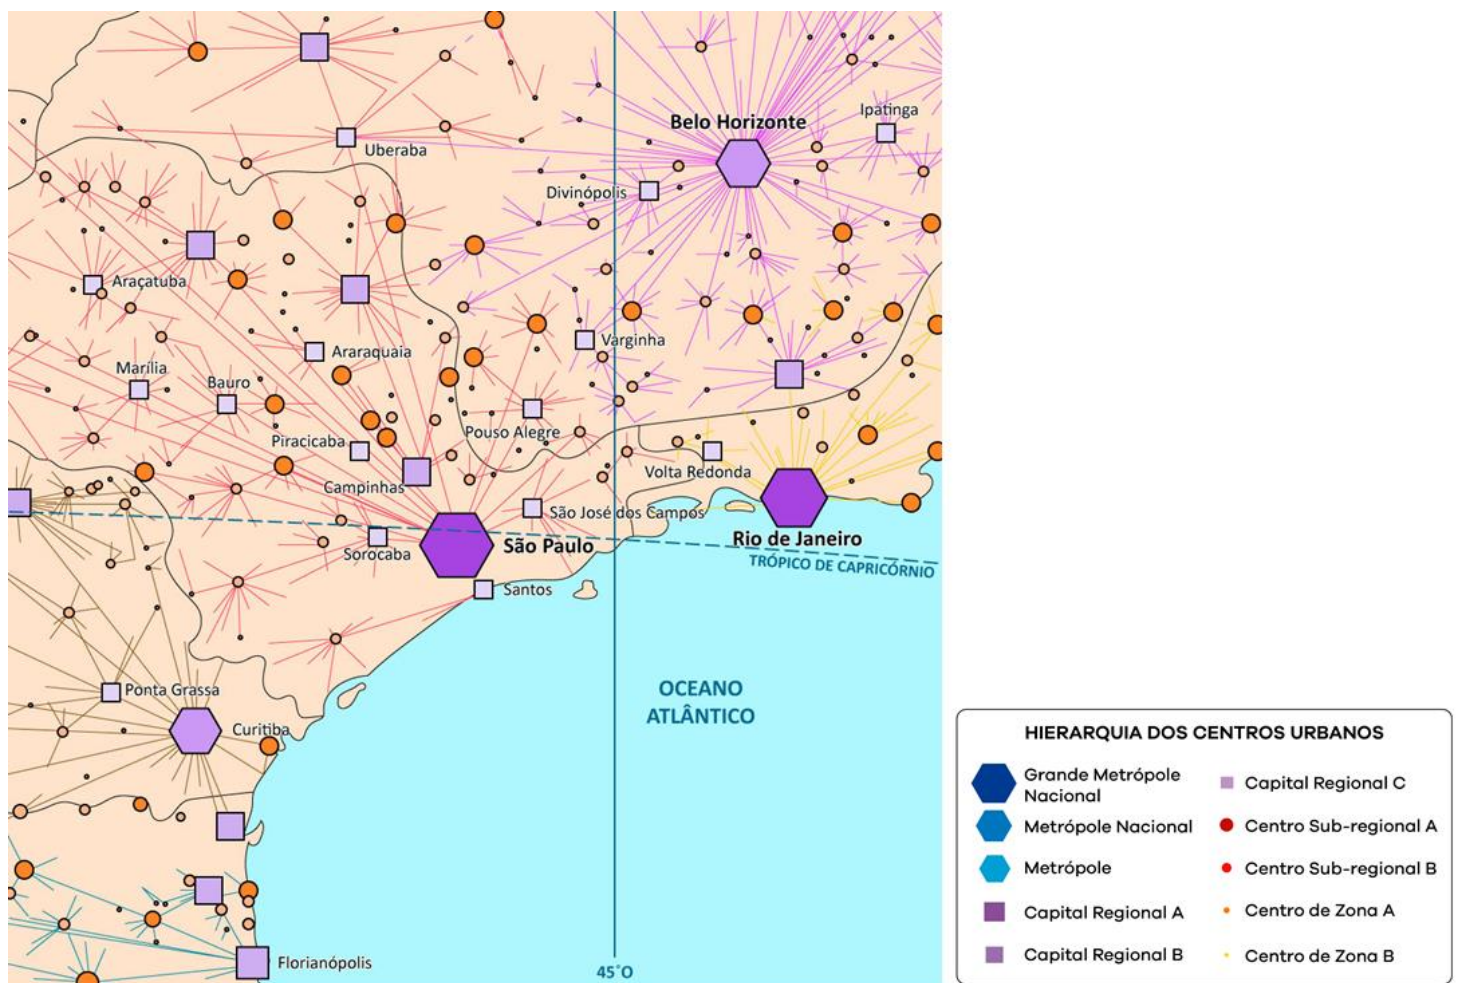 Ipatinga
Belo Horizonte
Uberaba
Divinópolis
Araçatuba
Varginha
Araraquaia
Marília
Bauro
Pouso Alegre
Piracicaba
Volta Redonda
Campinhas
São José dos Campos
Rio de Janeiro
São Paulo
Sorocaba
TRÓPICO DE CAPRICÓRNIO
Santos
Ponta Grassa
OCEANO
ATLÂNTICO
Curitiba
Florianópolis
45°O
HIERARQUIA DOS CENTROS URBANOS
Grande Metrópole
Nacional
Metrópole Nacional
Metrópole
Capital Regional A
Capital Regional B
Capital Regional C
Centro Sub-regional A
Centro Sub-regional B
Centro de Zona A
Centro de Zona B